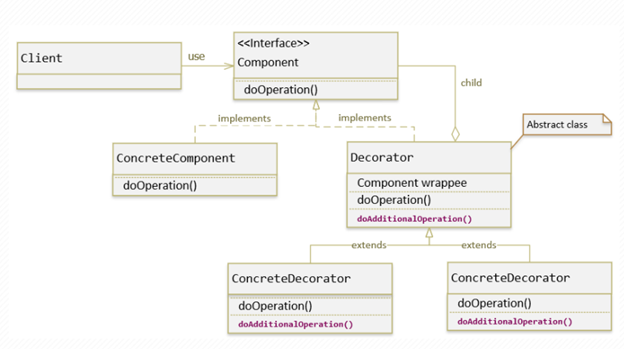 Client
use
<<Interface>>
Component
doOperation()
child
implements
implements
Abstract class
ConcreteComponent
doOperation()
Decorator
Component wrappee
doOperation()
doAdditionalOperation()
extends
extends
ConcreteDecorator
doOperation()
doAdditionalOperation()
ConcreteDecorator
doOperation()
doAdditionalOperation()